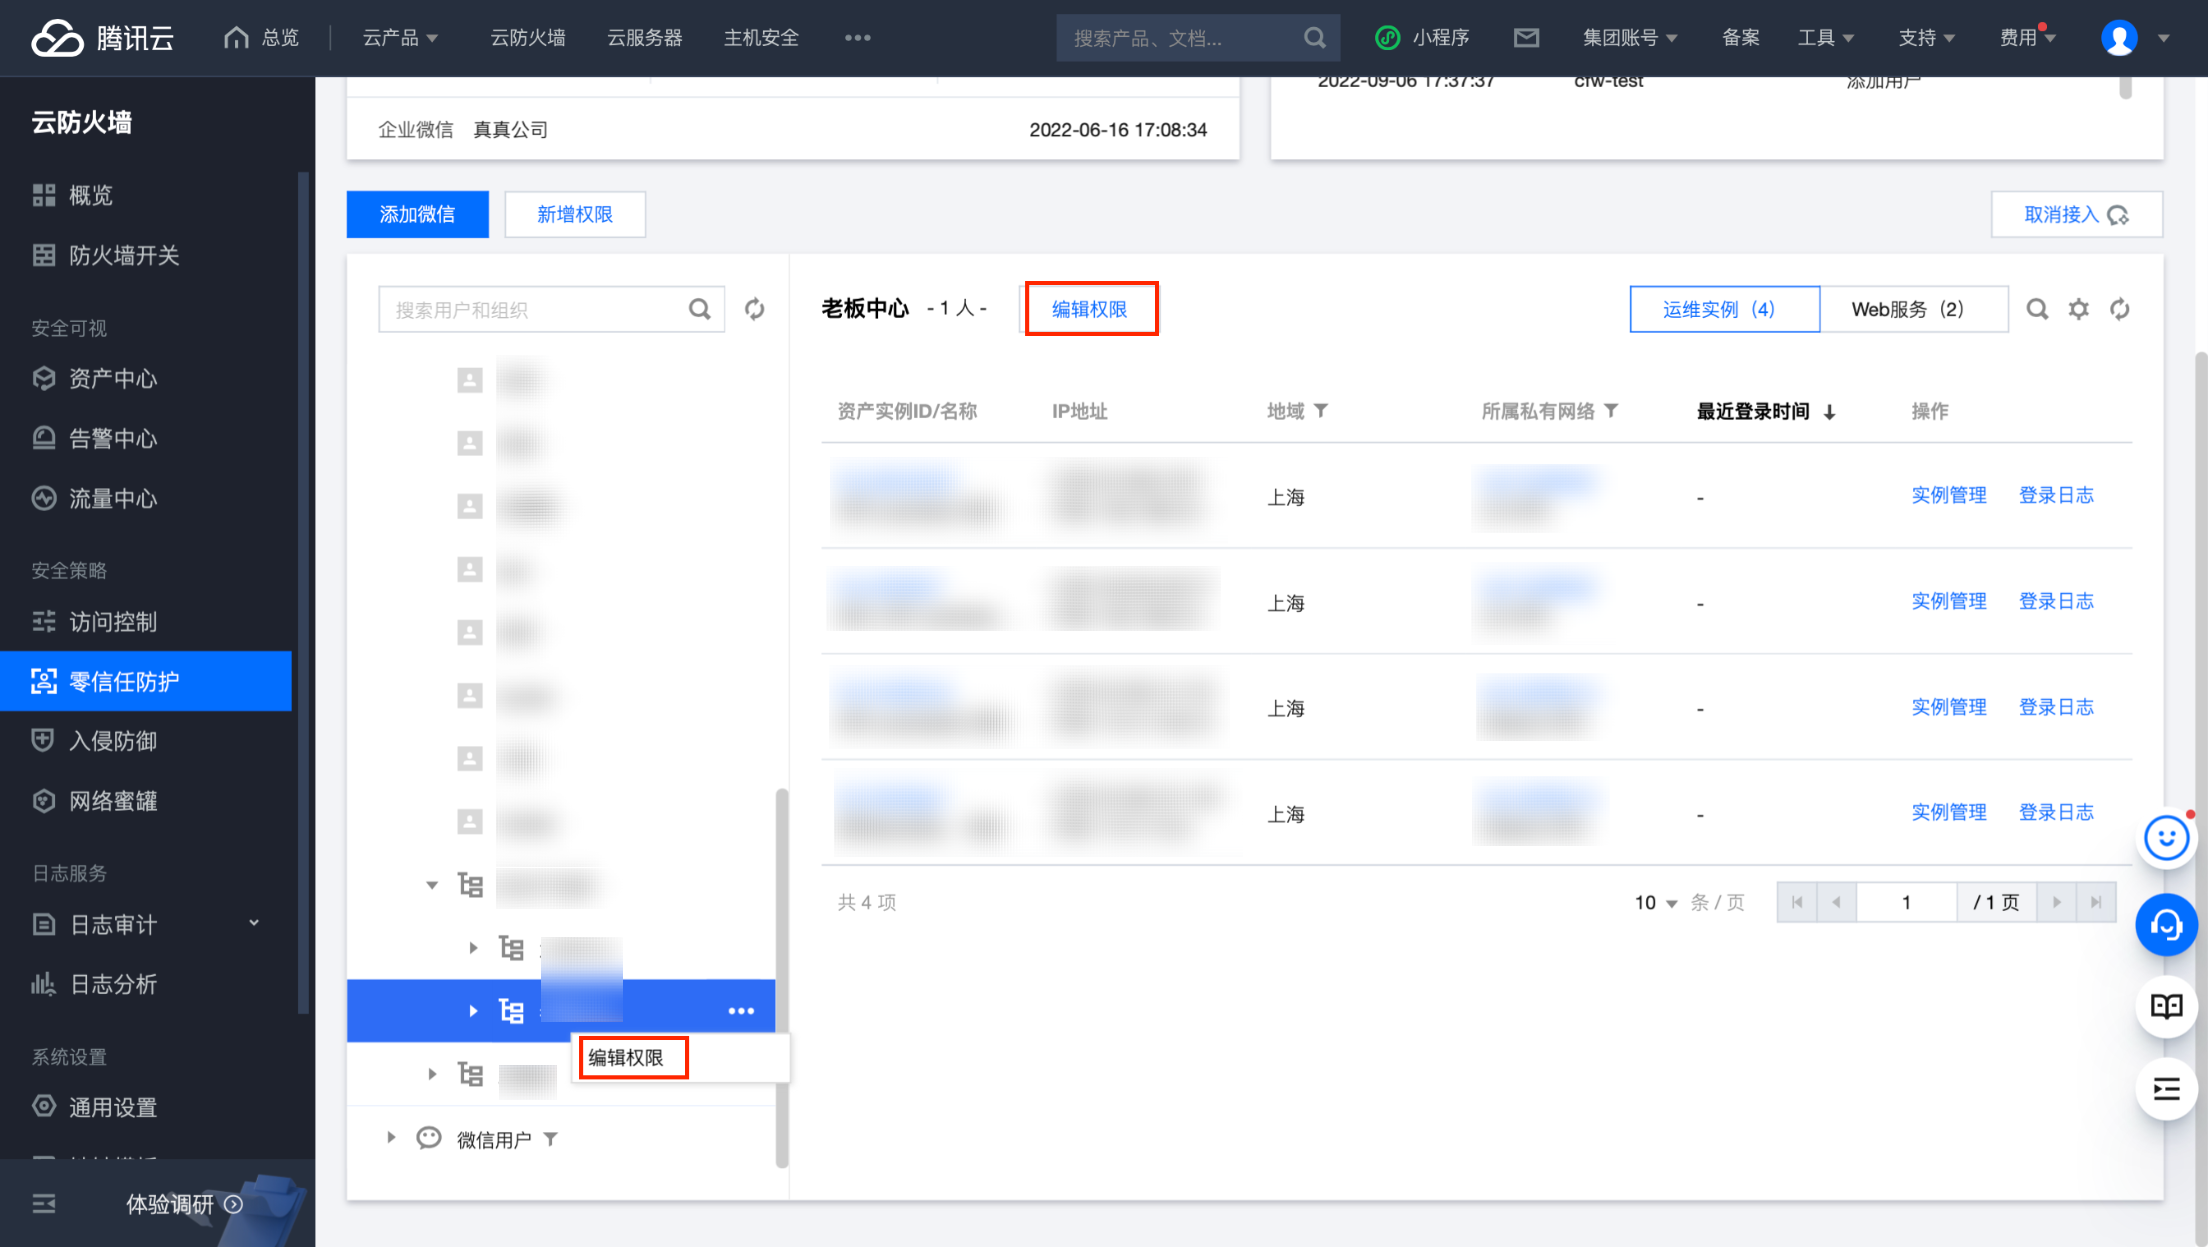 腾讯云
总览
云产品
云防火墙
云服务器
主机安全
搜索产品、文档...
小程序
集团账号
备案
工具
支持
费用
云防火墙
概览
防火墙开关
安全可视
资产中心
告警中心
流量中心
安全策略
访问控制
零信任防护
入侵防御
网络蜜罐
日志服务
日志审计
日志分析
系统设置
通用设置
体验调研
2022-09-06 17:37:37
cfw-test
添加用户
企业微信
真真公司
2022-06-16 17:08:34
添加微信
新增权限
取消接入
搜索用户和组织
编辑权限
微信用户
老板中心
- 1 人 -
编辑权限
运维实例（4）
Web服务（2）
资产实例ID/名称
IP地址
地域
所属私有网络
最近登录时间
操作
上海
-
实例管理
登录日志
上海
-
实例管理
登录日志
上海
-
实例管理
登录日志
上海
-
实例管理
登录日志
共 4 项
10
条 / 页
1
/ 1 页